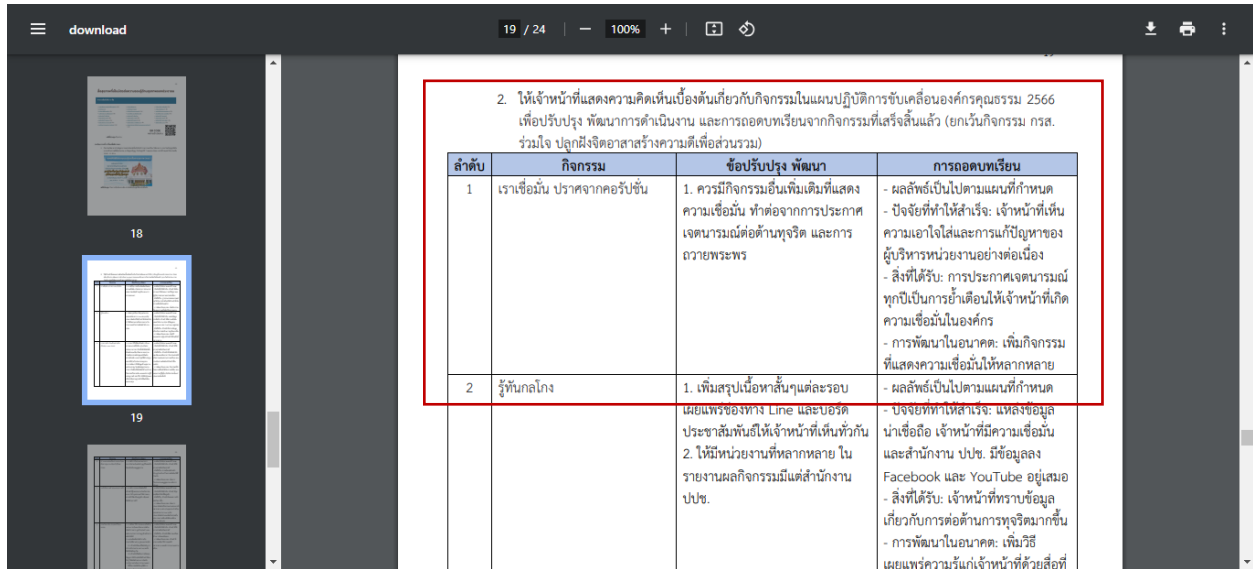 download
19 / 24
100%
18
19
2. ให้เจ้าหน้าที่แสดงความคิดเห็นเบื้องต้นเกี่ยวกับกิจกรรมในแผนปฏิบัติการขับเคลื่อนองค์กรคุณธรรม 2566
เพื่อปรับปรุง พัฒนาการดำเนินงาน และการถอดบทเรียนจากกิจกรรมที่เสร็จสิ้นแล้ว (ยกเว้นกิจกรรม กรส.
ร่วมใจ ปลูกฝังจิตอาสาสร้างความดีเพื่อส่วนรวม)
ลำดับ กิจกรรม ข้อปรับปรุง พัฒนา การถอดบทเรียน
1 เราเชื่อมั่น ปราศจากคอรัปชั่น
1. ควรมีกิจกรรมอื่นเพิ่มเติมที่แสดง
ความเชื่อมั่น ทำต่อจากการประกาศ
เจตนารมณ์ต่อต้านทุจริต และการ
ถวายพระพร
- ผลลัพธ์เป็นไปตามแผนที่กำหนด
- ปัจจัยที่ทำให้สำเร็จ: เจ้าหน้าที่เห็น
ความเอาใจใส่และการแก้ปัญหาของ
ผู้บริหารหน่วยงานอย่างต่อเนื่อง
- สิ่งที่ได้รับ: การประกาศเจตนารมณ์
ทุกปีเป็นการย้ำเตือนให้เจ้าหน้าที่เกิด
ความเชื่อมั่นในองค์กร
- การพัฒนาในอนาคต: เพิ่มกิจกรรม
ที่แสดงความเชื่อมั่นให้หลากหลาย
2 รู้ทันกลโกง
1. เพิ่มสรุปเนื้อหาสั้นๆแต่ละรอบ
เผยแพร่ช่องทาง Line และบอร์ด
ประชาสัมพันธ์ให้เจ้าหน้าที่เห็นทั่วกัน
2. ให้มีหน่วยงานที่หลากหลาย ใน
รายงานผลกิจกรรมมีแต่สำนักงาน
ปปช.
- ผลลัพธ์เป็นไปตามแผนที่กำหนด
- ปัจจัยที่ทำให้สำเร็จ: แหล่งข้อมูล
น่าเชื่อถือ เจ้าหน้าที่มีความเชื่อมั่น
และสำนักงาน ปปช. มีข้อมูลลง
Facebook และ YouTube อยู่เสมอ
- สิ่งที่ได้รับ: เจ้าหน้าที่ทราบข้อมูล
เกี่ยวกับการต่อต้านการทุจริตมากขึ้น
- การพัฒนาในอนาคต: เพิ่มวิธี
เผยแพร่ความรู้แก่เจ้าหน้าที่ด้วยสื่อที่